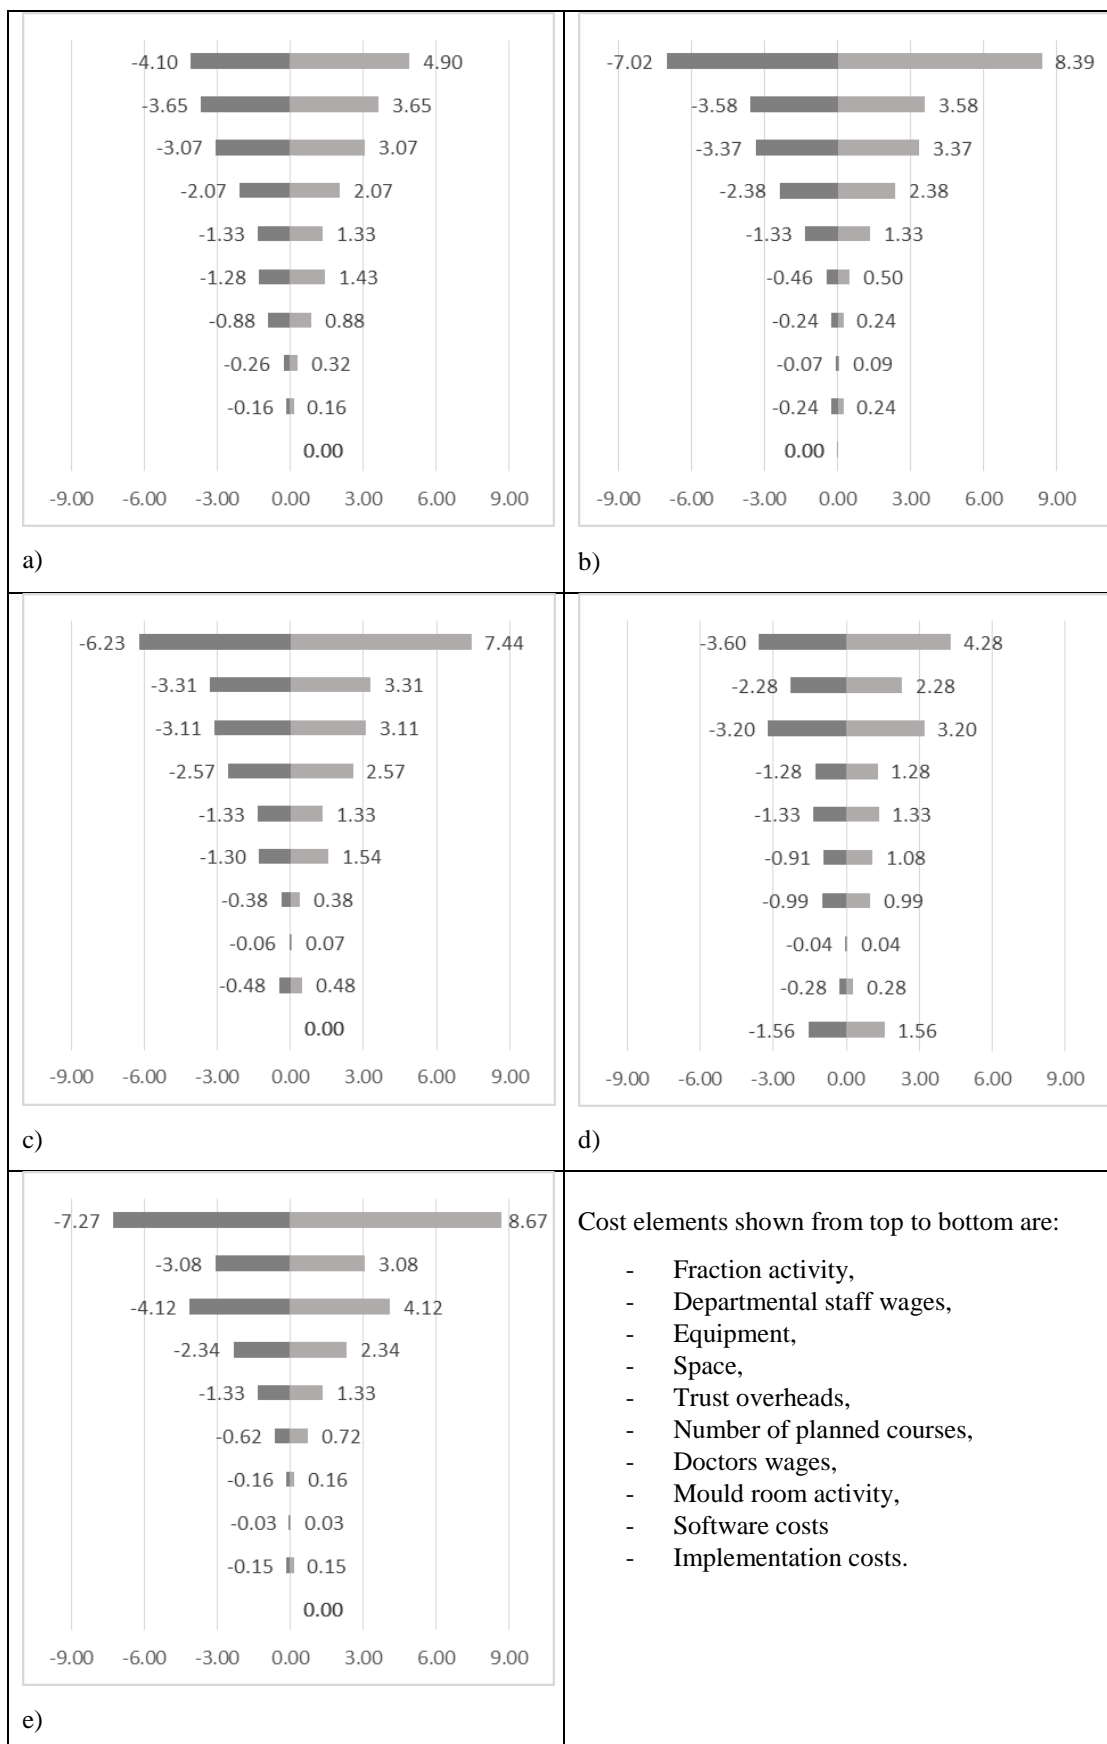 -4.10 4.90
-3.65 3.65
-3.07 3.07
-2.07 2.07
-1.33 1.33
-1.28 1.43
-0.88 0.88
-0.26 0.32
-0.16 0.16
0.00
-9.00 -6.00 -3.00 0.00 3.00 6.00 9.00
a)
-7.02 8.39
-3.58 3.58
-3.37 3.37
-2.38 2.38
-1.33 1.33
-0.46 0.50
-0.24 0.24
-0.07 0.09
-0.24 0.24
0.00
-9.00 -6.00 -3.00 0.00 3.00 6.00 9.00
b)
-6.23 7.44
-3.31 3.31
-3.11 3.11
-2.57 2.57
-1.33 1.33
-1.30 1.54
-0.38 0.38
-0.06 0.07
-0.48 0.48
0.00
-9.00 -6.00 -3.00 0.00 3.00 6.00 9.00
c)
-3.60 4.28
-2.28 2.28
-3.20 3.20
-1.28 1.28
-1.33 1.33
-0.91 1.08
-0.99 0.99
-0.04 0.04
-0.28 0.28
-1.56 1.56
-9.00 -6.00 -3.00 0.00 3.00 6.00 9.00
d)
-7.27 8.67
-3.08 3.08
-4.12 4.12
-2.34 2.34
-1.33 1.33
-0.62 0.72
-0.16 0.16
-0.03 0.03
-0.15 0.15
0.00
-9.00 -6.00 -3.00 0.00 3.00 6.00 9.00
e)
Cost elements shown from top to bottom are:
- Fraction activity,
- Departmental staff wages,
- Equipment,
- Space,
- Trust overheads,
- Number of planned courses,
- Doctors wages,
- Mould room activity,
- Software costs
- Implementation costs.